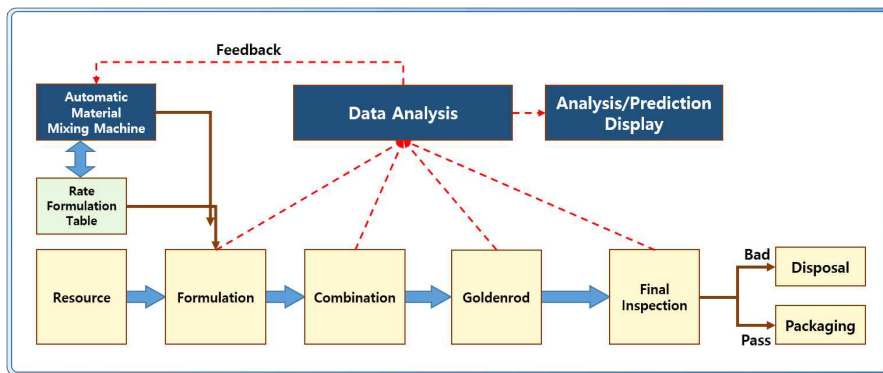 Feedback
Automatic
Material
Mixing Machine
Data Analysis
Analysis/Prediction
Display
Rate
Formulation
Table
Resource
Formulation
Combination
Goldenrod
Final
Inspection
Bad
Disposal
Pass
Packaging